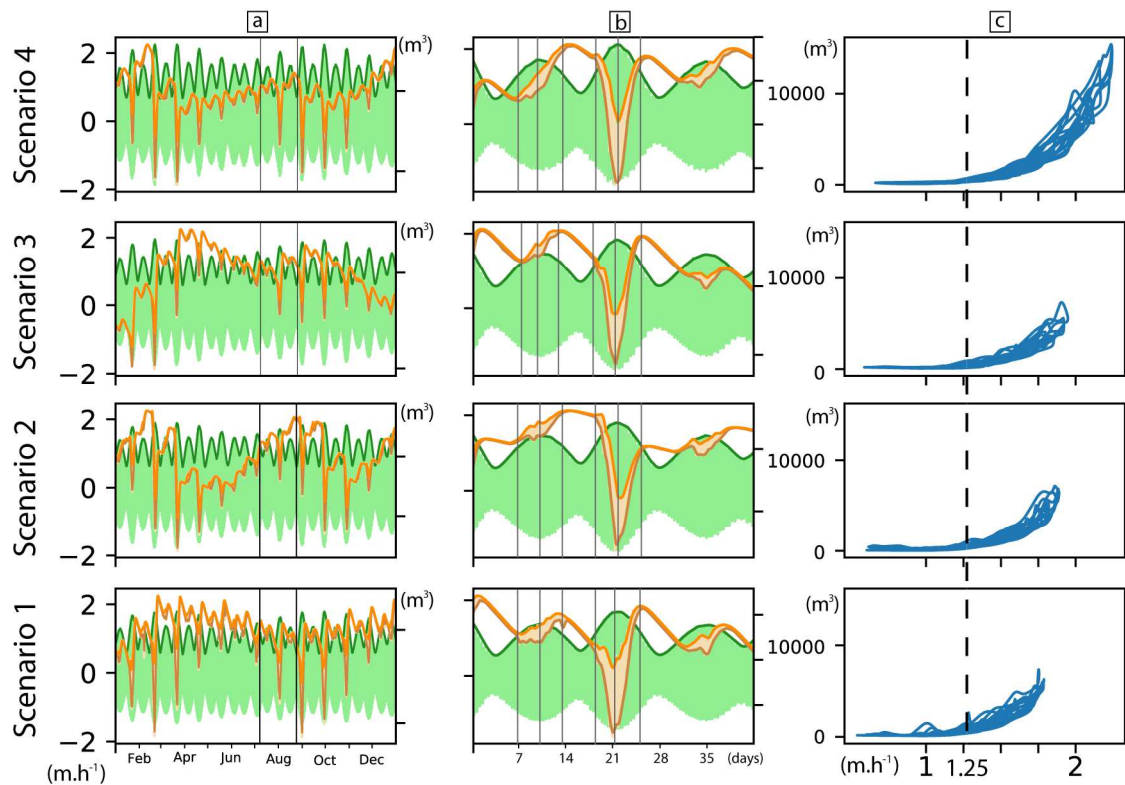 a b c
Scenario 4
2
0
−2
(m³)
(m³)
10000
0
Scenario 3
2
0
−2
(m³)
(m³)
10000
0
Scenario 2
2
0
−2
(m³)
(m³)
10000
0
Scenario 1
2
0
−2
(m³)
(m³)
10000
0
Feb Apr Jun Aug Oct Dec
(m.h⁻¹)
7 14 21 28 35 (days)
(m.h⁻¹) 1 1.25 2